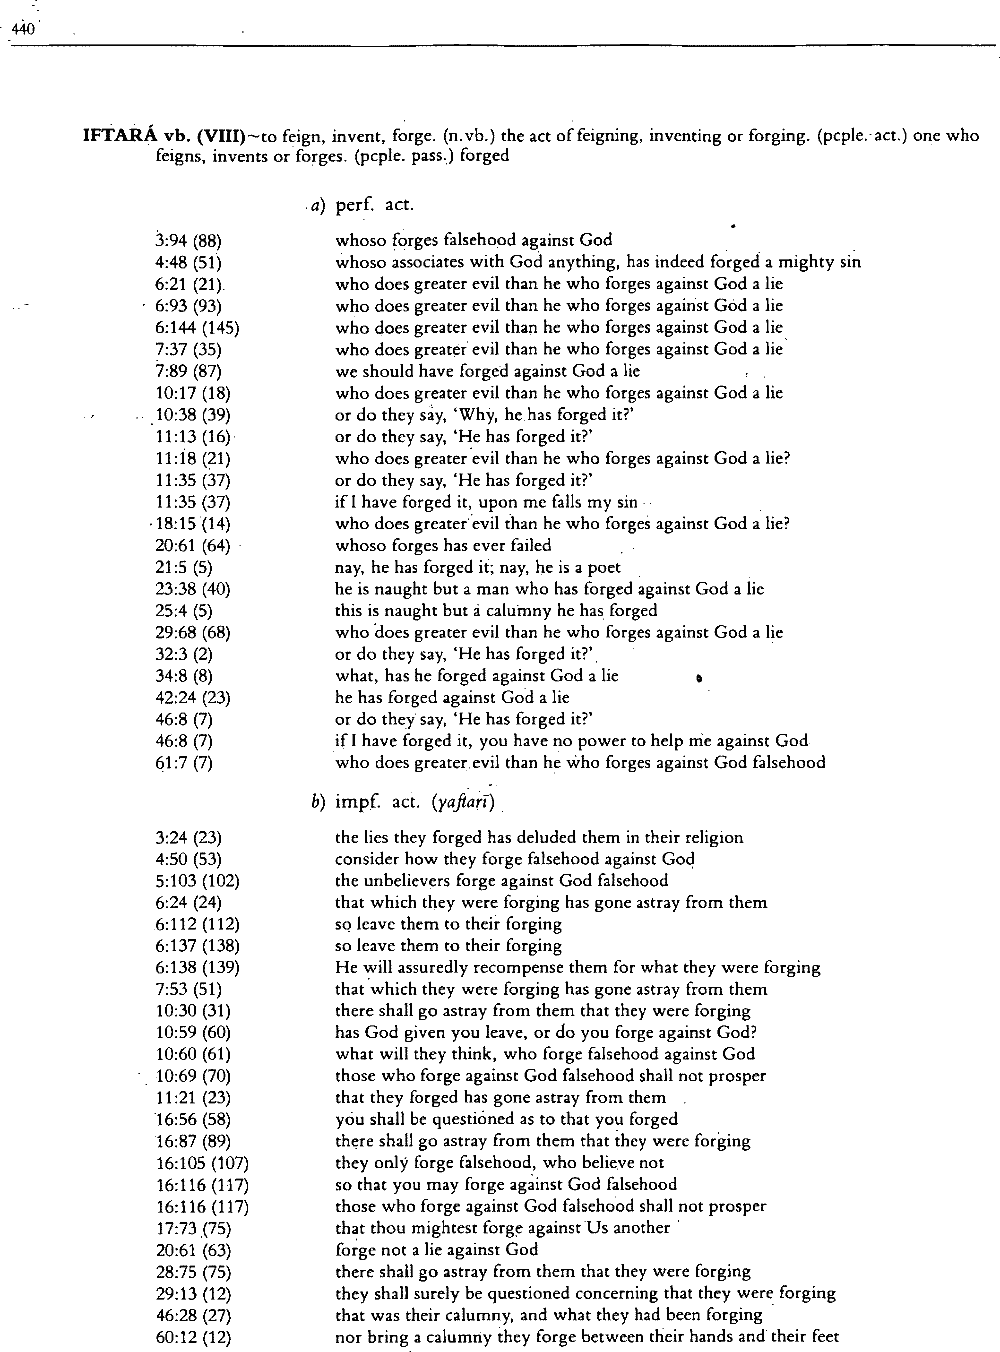 440
IFTARÁ vb. (VIII)~to feign, invent, forge. (n.vb.) the act of feigning, inventing or forging. (pcple. act.) one who
feigns, invents or forges. (pcple. pass.) forged
a) perf. act.
3:94 (88) whoso forges falsehood against God
4:48 (51) whoso associates with God anything, has indeed forged a mighty sin
6:21 (21) who does greater evil than he who forges against God a lie
6:93 (93) who does greater evil than he who forges against God a lie
6:144 (145) who does greater evil than he who forges against God a lie
7:37 (35) who does greater evil than he who forges against God a lie
7:89 (87) we should have forged against God a lie
10:17 (18) who does greater evil than he who forges against God a lie
10:38 (39) or do they say, ‘Why, he has forged it?’
11:13 (16) or do they say, ‘He has forged it?’
11:18 (21) who does greater evil than he who forges against God a lie?
11:35 (37) or do they say, ‘He has forged it?’
11:35 (37) if I have forged it, upon me falls my sin
18:15 (14) who does greater evil than he who forges against God a lie?
20:61 (64) whoso forges has ever failed
21:5 (5) nay, he has forged it; nay, he is a poet
23:38 (40) he is naught but a man who has forged against God a lie
25:4 (5) this is naught but a calumny he has forged
29:68 (68) who does greater evil than he who forges against God a lie
32:3 (2) or do they say, ‘He has forged it?’
34:8 (8) what, has he forged against God a lie
42:24 (23) he has forged against God a lie
46:8 (7) or do they say, ‘He has forged it?’
46:8 (7) if I have forged it, you have no power to help me against God
61:7 (7) who does greater evil than he who forges against God falsehood
b) impf. act. (yaftarī)
3:24 (23) the lies they forged has deluded them in their religion
4:50 (53) consider how they forge falsehood against God
5:103 (102) the unbelievers forge against God falsehood
6:24 (24) that which they were forging has gone astray from them
6:112 (112) so leave them to their forging
6:137 (138) so leave them to their forging
6:138 (139) He will assuredly recompense them for what they were forging
7:53 (51) that which they were forging has gone astray from them
10:30 (31) there shall go astray from them that they were forging
10:59 (60) has God given you leave, or do you forge against God?
10:60 (61) what will they think, who forge falsehood against God
10:69 (70) those who forge against God falsehood shall not prosper
11:21 (23) that they forged has gone astray from them
16:56 (58) you shall be questioned as to that you forged
16:87 (89) there shall go astray from them that they were forging
16:105 (107) they only forge falsehood, who believe not
16:116 (117) so that you may forge against God falsehood
16:116 (117) those who forge against God falsehood shall not prosper
17:73 (75) that thou mightest forge against Us another
20:61 (63) forge not a lie against God
28:75 (75) there shall go astray from them that they were forging
29:13 (12) they shall surely be questioned concerning that they were forging
46:28 (27) that was their calumny, and what they had been forging
60:12 (12) nor bring a calumny they forge between their hands and their feet